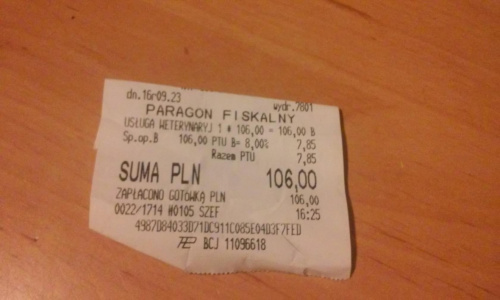 dn.16r09.23 wydr.7801
PARAGON FISKALNY
USŁUGA WETERYNARYJ 1 * 106,00 = 106,00 B
Sp.op.B 106,00 PTU B= 8,00% 7,85
Razem PTU 7,85
SUMA PLN 106,00
ZAPŁACONO GOTÓWKĄ PLN 106,00
0022/1714 #0105 SZEF 16:25
4987D84033D71DC911C085E04D3F7FED
BCJ 11096618